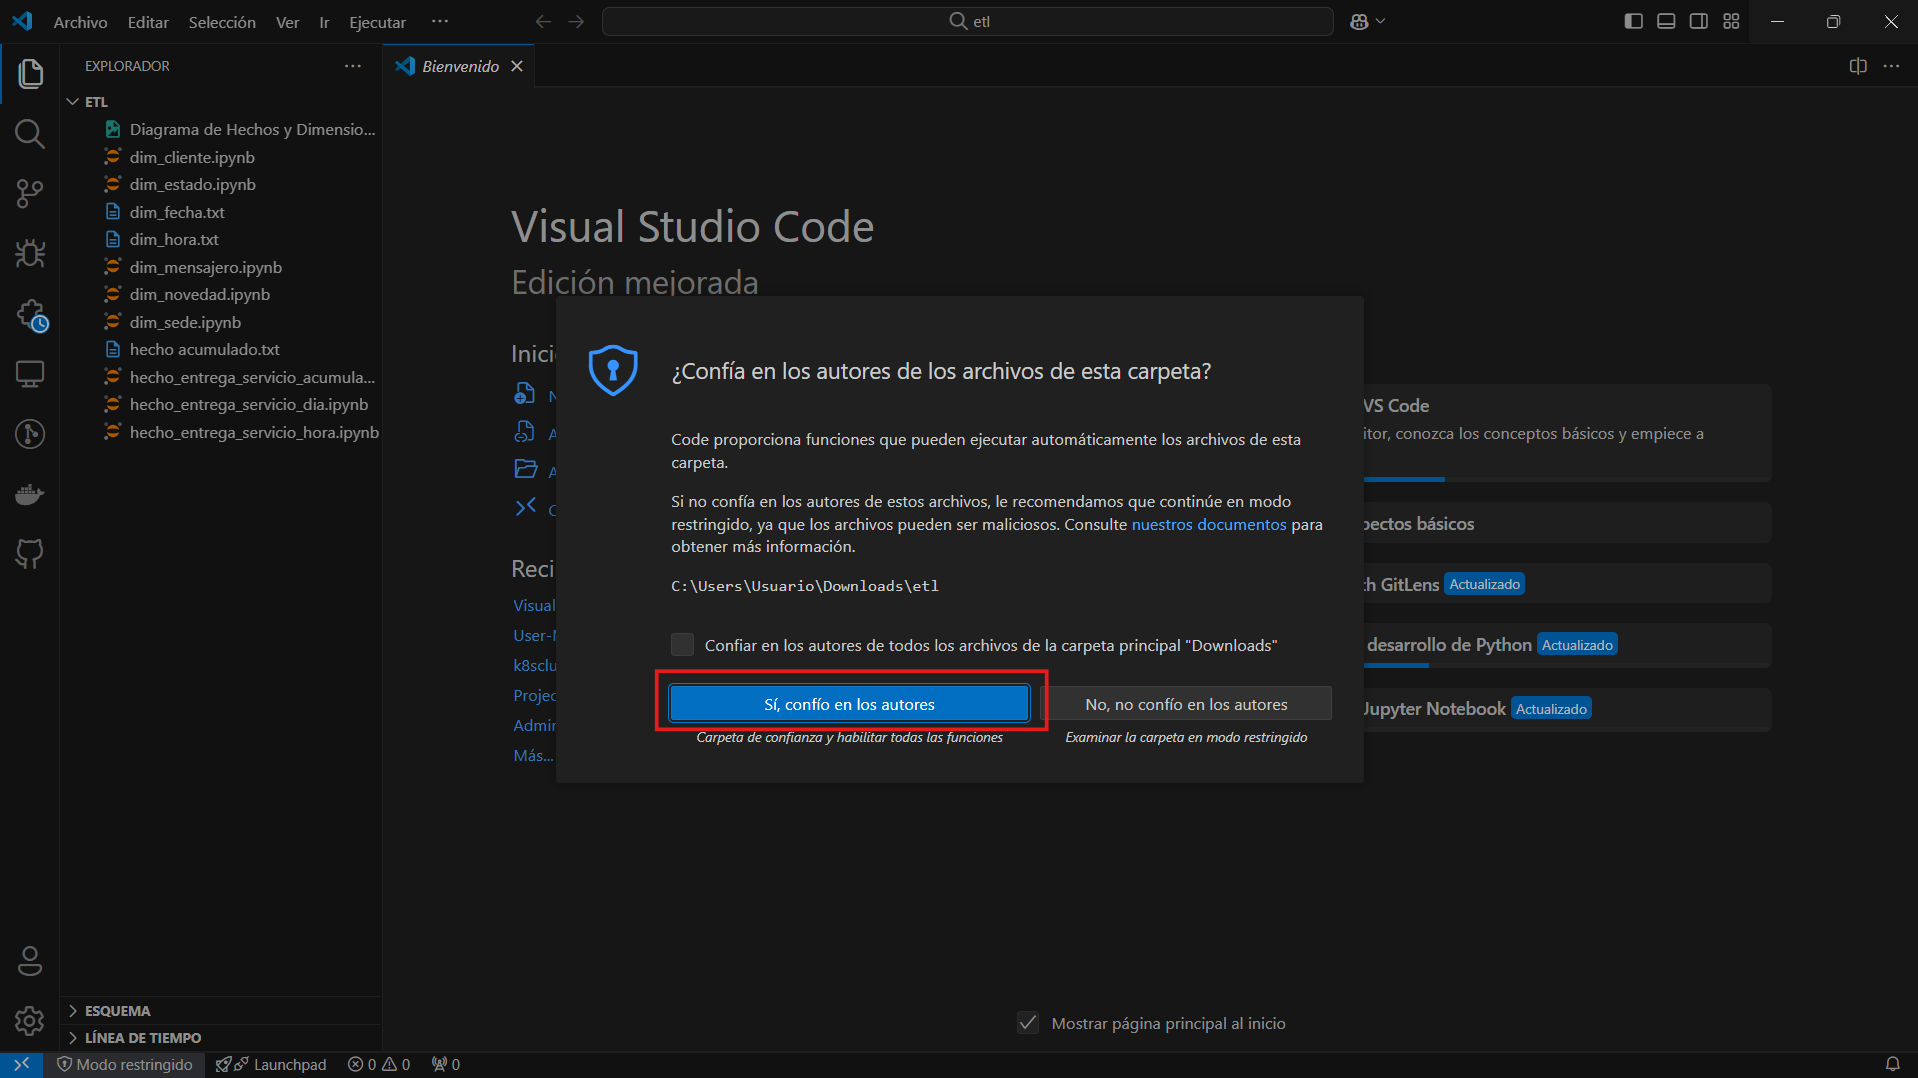 Archivo Editar Selección Ver Ir Ejecutar ···
etl
EXPLORADOR ···
Bienvenido
ETL
Diagrama de Hechos y Dimensio...
dim_cliente.ipynb
dim_estado.ipynb
dim_fecha.txt
dim_hora.txt
dim_mensajero.ipynb
dim_novedad.ipynb
dim_sede.ipynb
hecho acumulado.txt
hecho_entrega_servicio_acumula...
hecho_entrega_servicio_dia.ipynb
hecho_entrega_servicio_hora.ipynb
ESQUEMA
LÍNEA DE TIEMPO
Visual Studio Code
Edición mejorada
Inici
N
A
A
C
Reci
Visual
User-
k8sclu
Projec
Admin
Más...
¿Confía en los autores de los archivos de esta carpeta?
Code proporciona funciones que pueden ejecutar automáticamente los archivos de esta
carpeta.
Si no confía en los autores de estos archivos, le recomendamos que continúe en modo
restringido, ya que los archivos pueden ser maliciosos. Consulte nuestros documentos para
obtener más información.
C:\Users\Usuario\Downloads\etl
Confiar en los autores de todos los archivos de la carpeta principal "Downloads"
Sí, confío en los autores
No, no confío en los autores
Carpeta de confianza y habilitar todas las funciones
Examinar la carpeta en modo restringido
VS Code
itor, conozca los conceptos básicos y empiece a
pectos básicos
th GitLens Actualizado
desarrollo de Python Actualizado
Jupyter Notebook Actualizado
Mostrar página principal al inicio
Modo restringido Launchpad 0 0 0